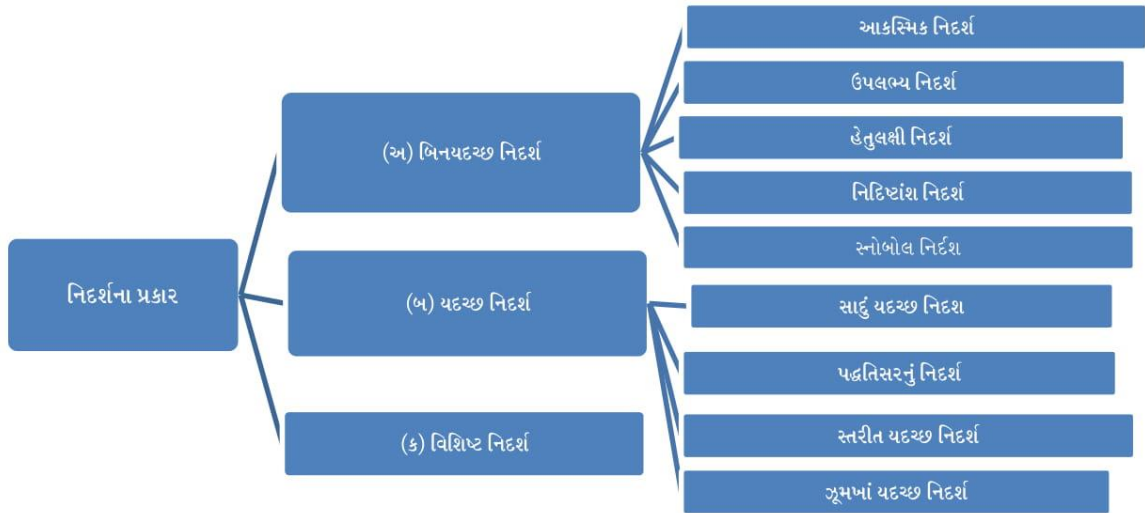 નિદર્શના પ્રકાર
(અ) બિનયદચ્છ નિદર્શ
આકસ્મિક નિદર્શ
ઉપલભ્ય નિદર્શ
હેતુલક્ષી નિદર્શ
નિદિષ્ટાંશ નિદર્શ
સ્નોબોલ નિર્દશ
(બ) યદચ્છ નિદર્શ
સાદું યદચ્છ નિદશ
પદ્ધતિસરનું નિદર્શ
સ્તરીત યદચ્છ નિદર્શ
ઝૂમખાં યદચ્છ નિદર્શ
(ક) વિશિષ્ટ નિદર્શ